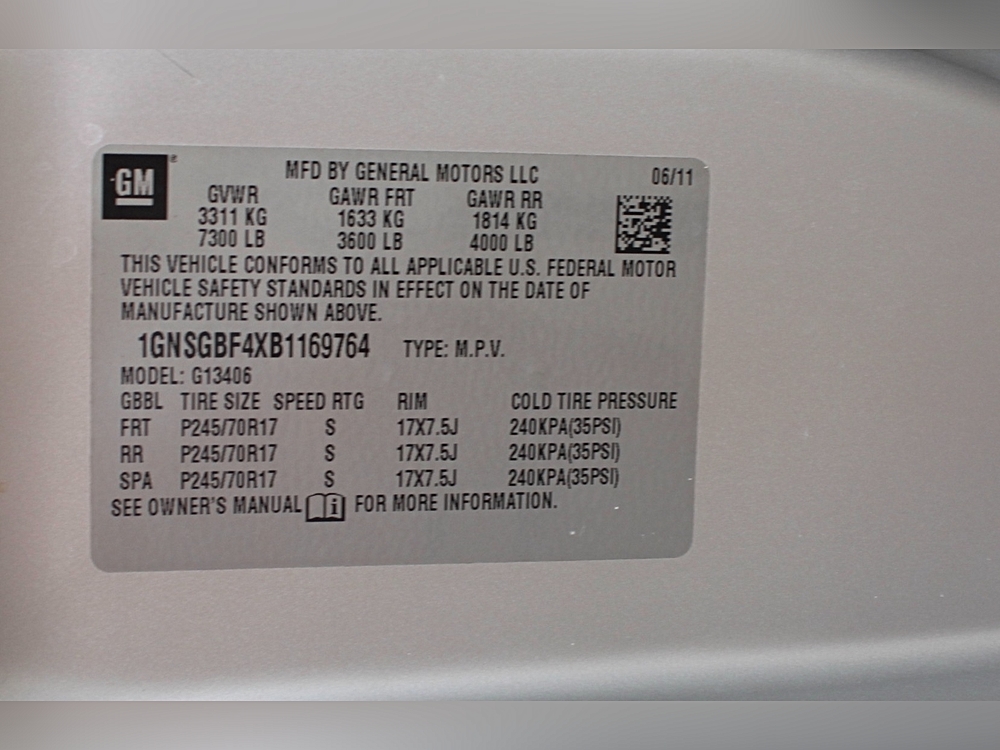 GM ® MFD BY GENERAL MOTORS LLC 06/11
GVWR GAWR FRT GAWR RR
3311 KG 1633 KG 1814 KG
7300 LB 3600 LB 4000 LB
THIS VEHICLE CONFORMS TO ALL APPLICABLE U.S. FEDERAL MOTOR
VEHICLE SAFETY STANDARDS IN EFFECT ON THE DATE OF
MANUFACTURE SHOWN ABOVE.
1GNSGBF4XB1169764 TYPE: M.P.V.
MODEL: G13406
GBBL TIRE SIZE SPEED RTG RIM COLD TIRE PRESSURE
FRT P245/70R17 S 17X7.5J 240KPA(35PSI)
RR P245/70R17 S 17X7.5J 240KPA(35PSI)
SPA P245/70R17 S 17X7.5J 240KPA(35PSI)
SEE OWNER'S MANUAL i FOR MORE INFORMATION.